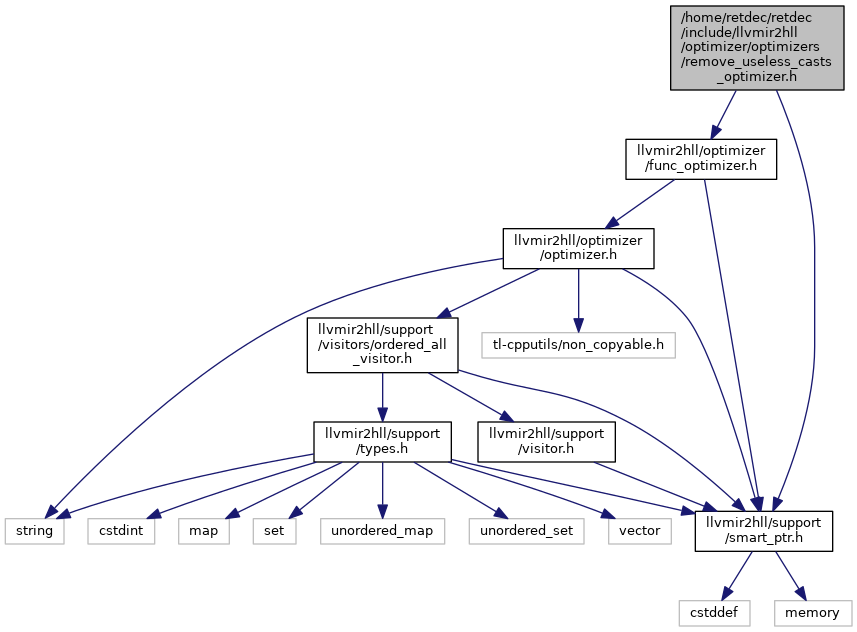 /home/retdec/retdec
/include/llvmir2hll
/optimizer/optimizers
/remove_useless_casts
_optimizer.h
llvmir2hll/optimizer
/func_optimizer.h
llvmir2hll/optimizer
/optimizer.h
llvmir2hll/support
/visitors/ordered_all
_visitor.h
tl-cpputils/non_copyable.h
llvmir2hll/support
/types.h
llvmir2hll/support
/visitor.h
string
cstdint
map
set
unordered_map
unordered_set
vector
llvmir2hll/support
/smart_ptr.h
cstddef
memory